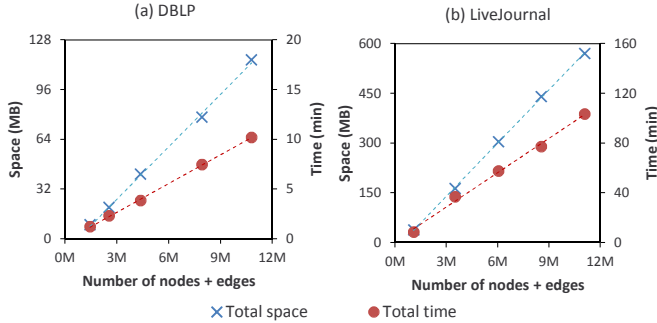 (a) DBLP
(b) LiveJournal
128
96
64
32
0
Space (MB)
20
15
10
5
0
Time (min)
0M 3M 6M 9M 12M
Number of nodes + edges
600
450
300
150
0
Space (MB)
160
120
80
40
0
Time (min)
0M 3M 6M 9M 12M
Number of nodes + edges
Total space
Total time